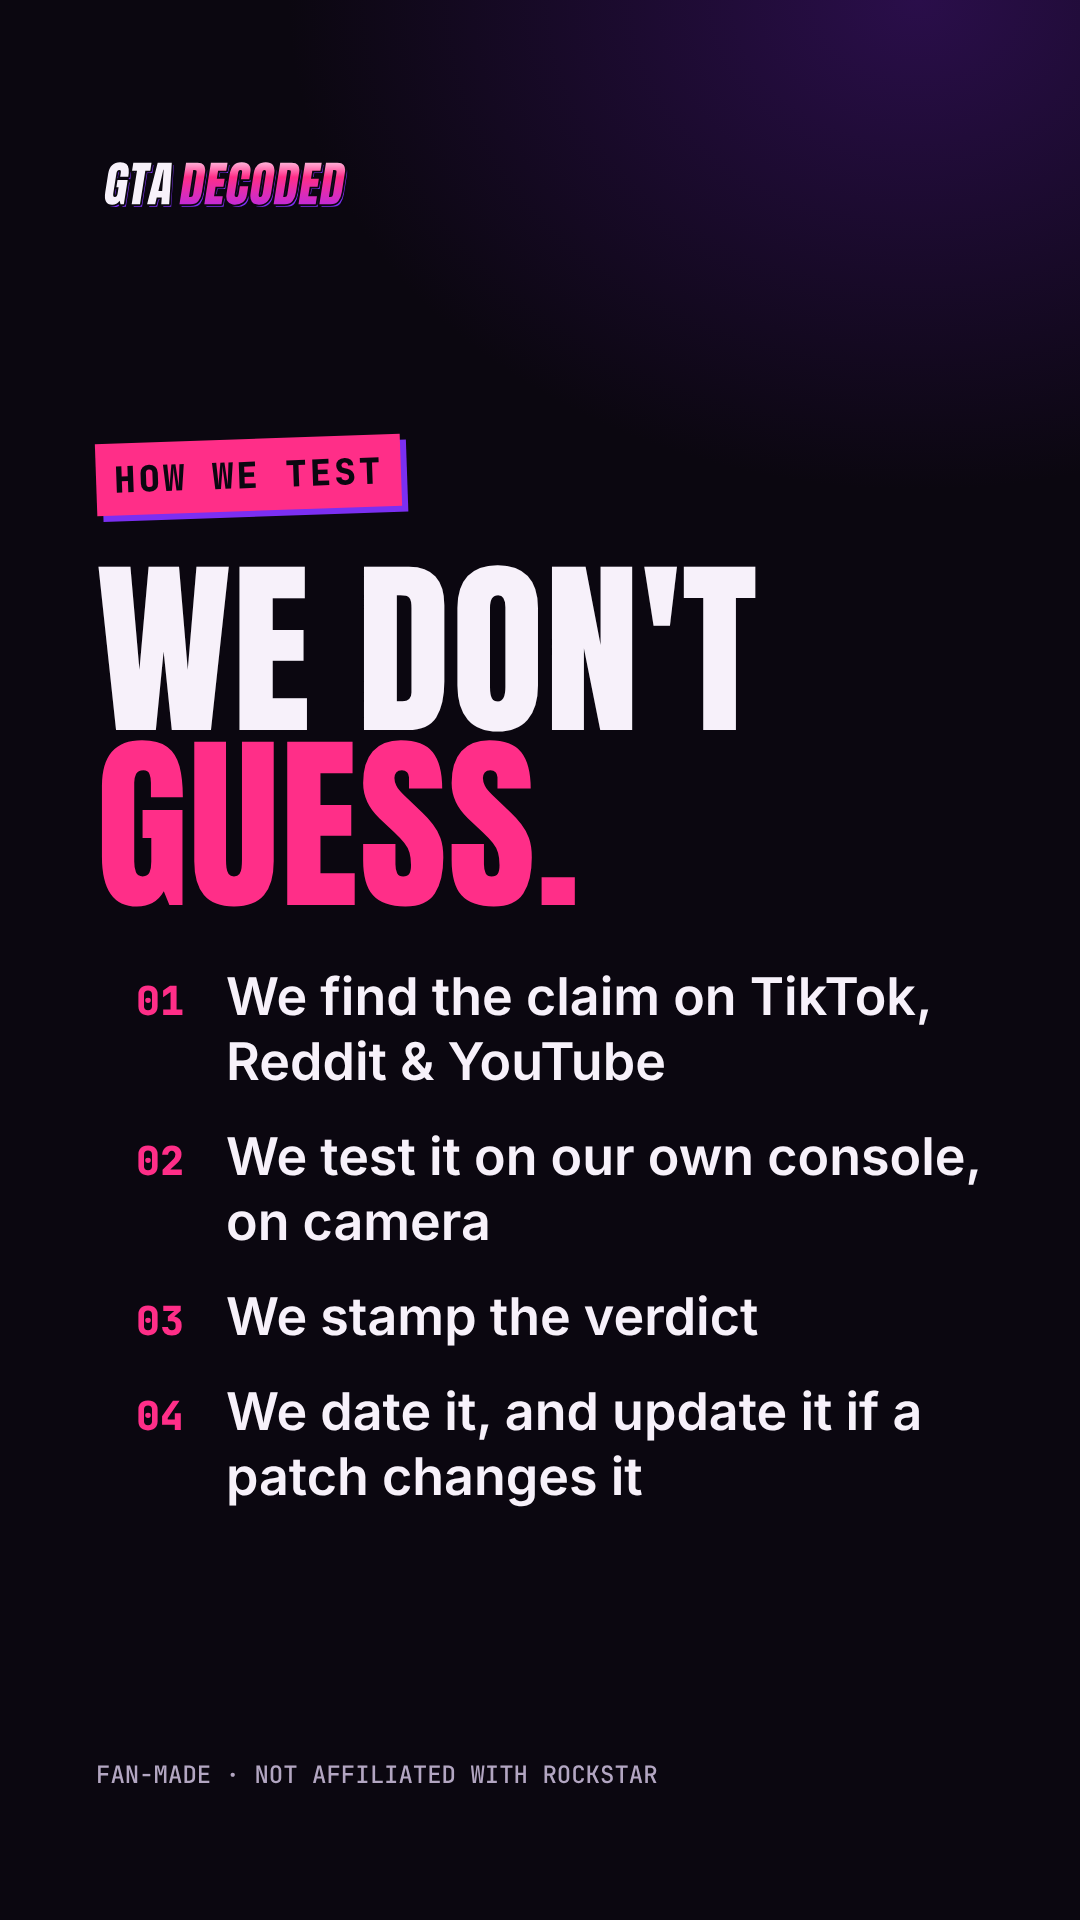 GTA DECODED
HOW WE TEST
WE DON'T
GUESS.
01 We find the claim on TikTok,
Reddit & YouTube
02 We test it on our own console,
on camera
03 We stamp the verdict
04 We date it, and update it if a
patch changes it
FAN-MADE · NOT AFFILIATED WITH ROCKSTAR